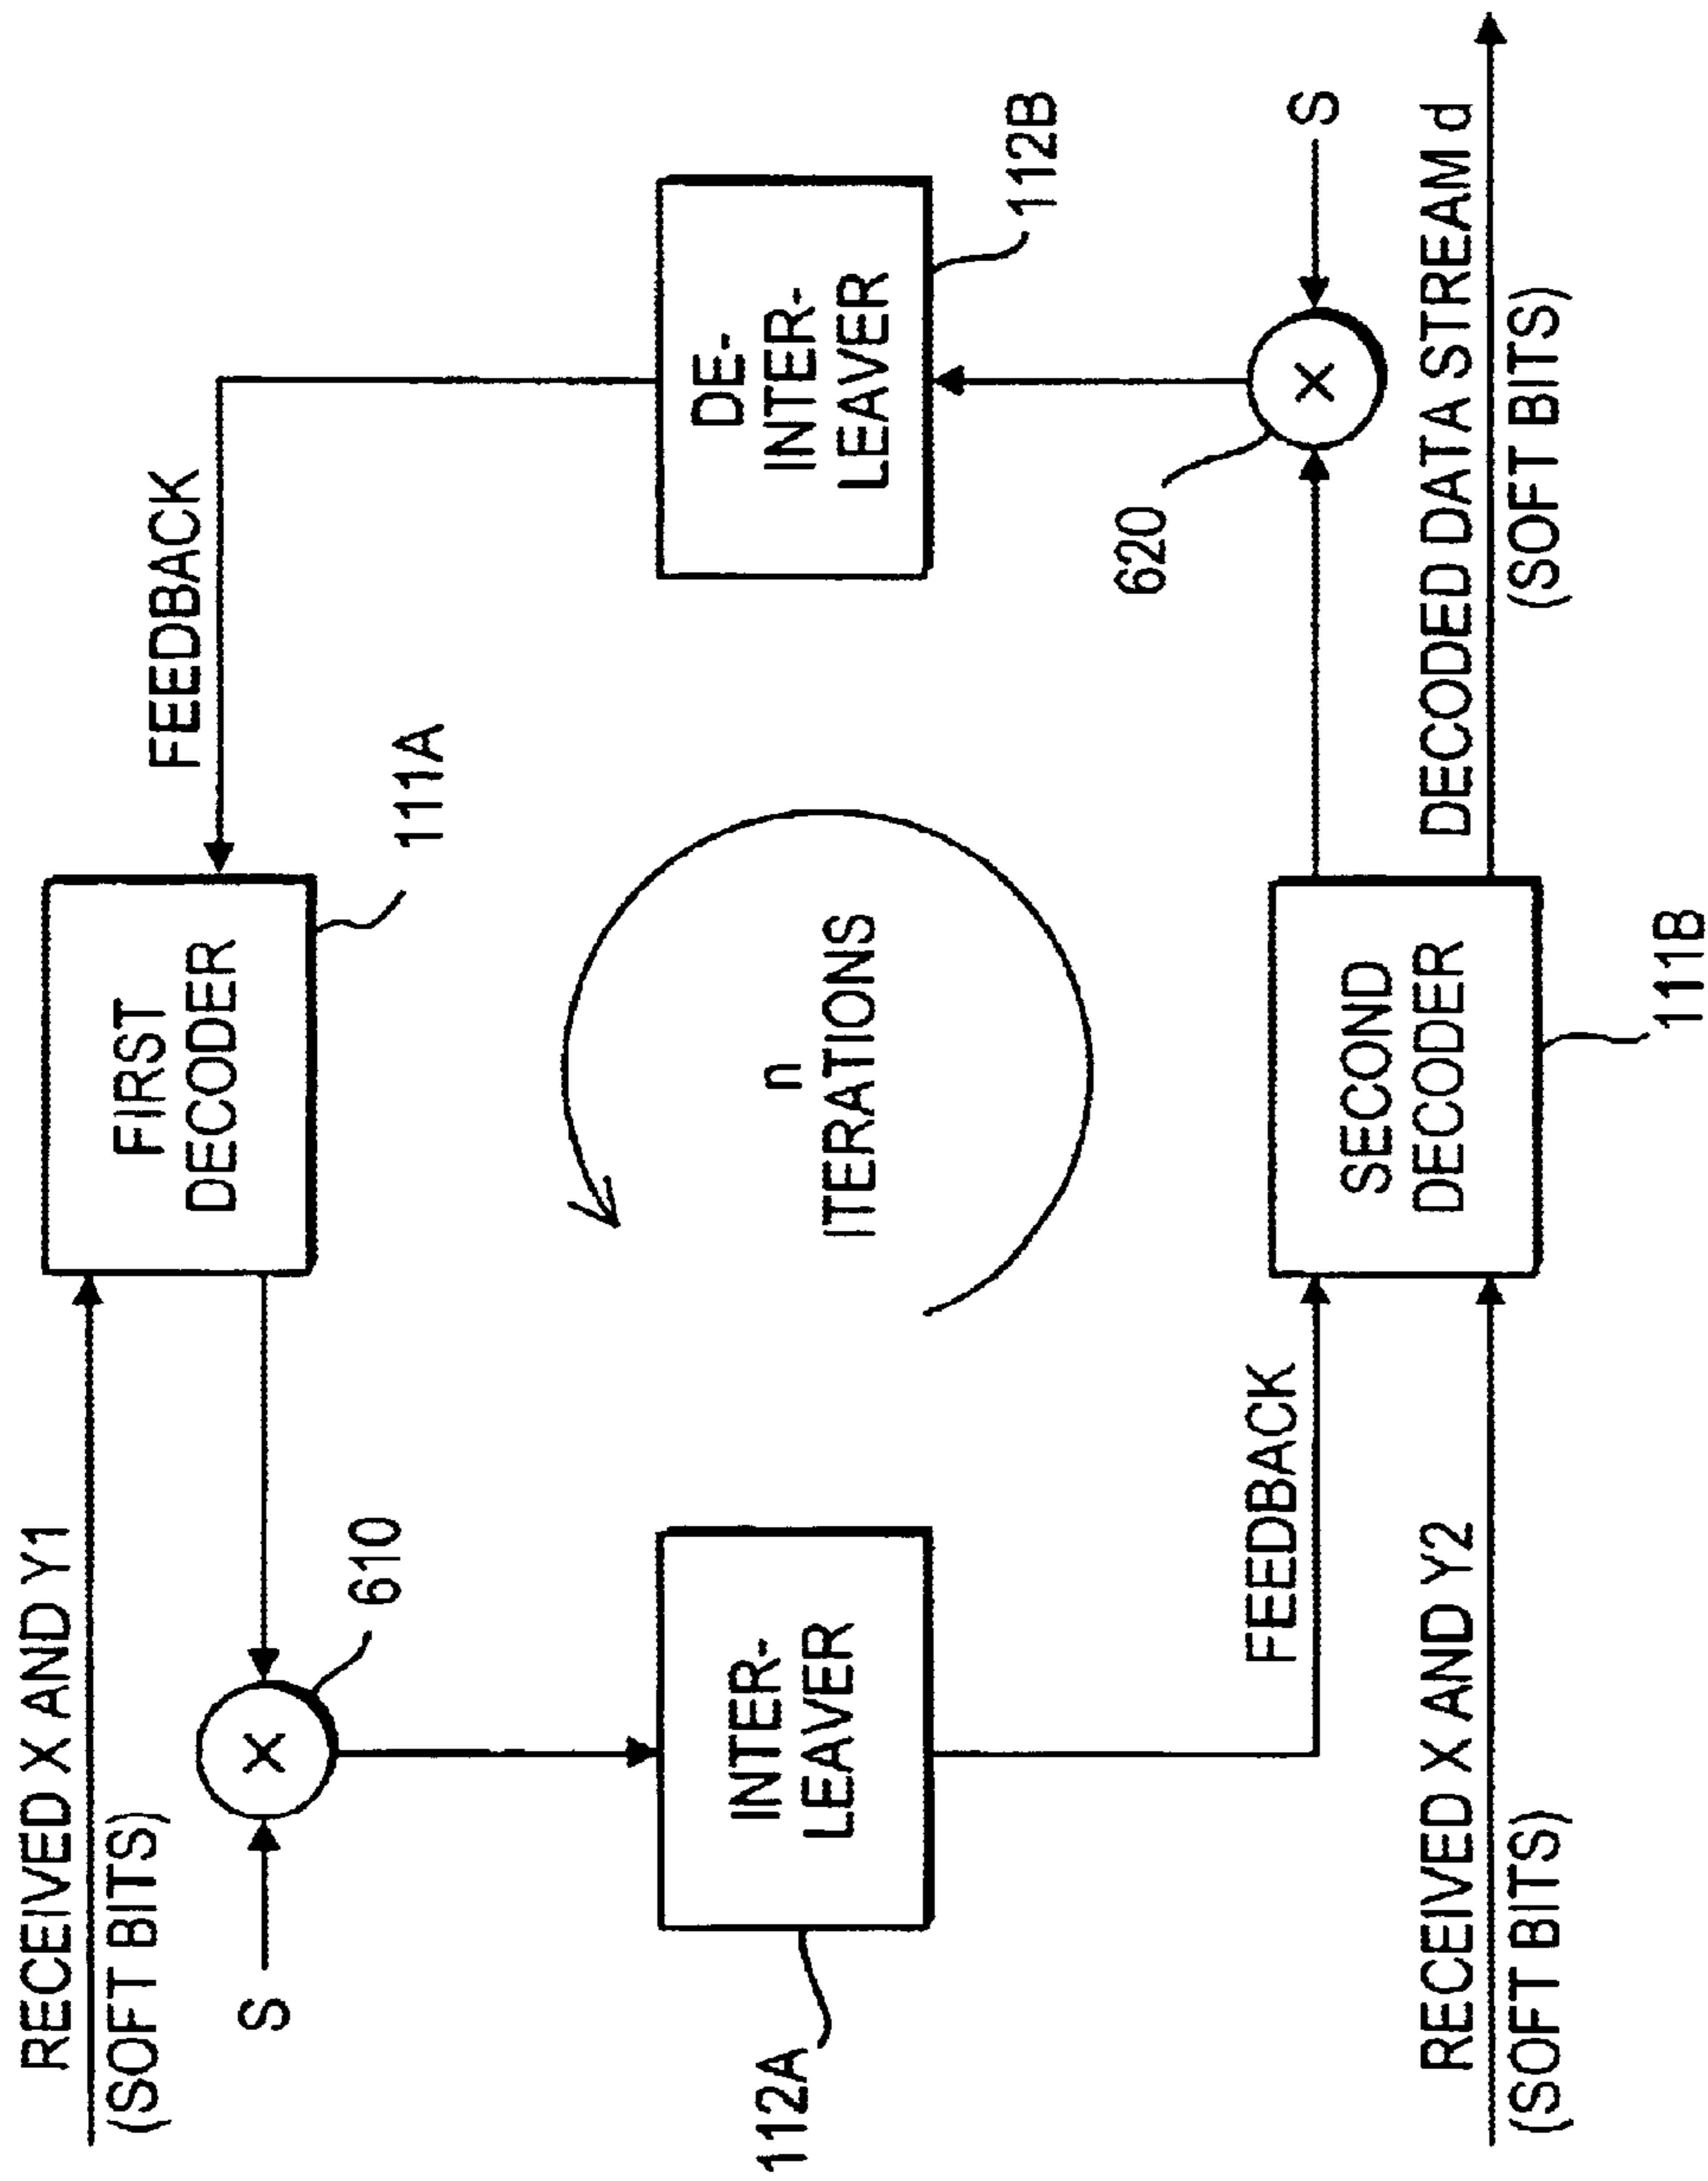 RECEIVED X AND Y1
(SOFT BITS)
S
610
FIRST
DECODER
111A
FEEDBACK
INTER-
LEAVER
112A
n
ITERATIONS
DE-
INTER-
LEAVER
112B
FEEDBACK
620
S
RECEIVED X AND Y2
(SOFT BITS)
SECOND
DECODER
111B
DECODED DATA STREAM d
(SOFT BITS)
X
X